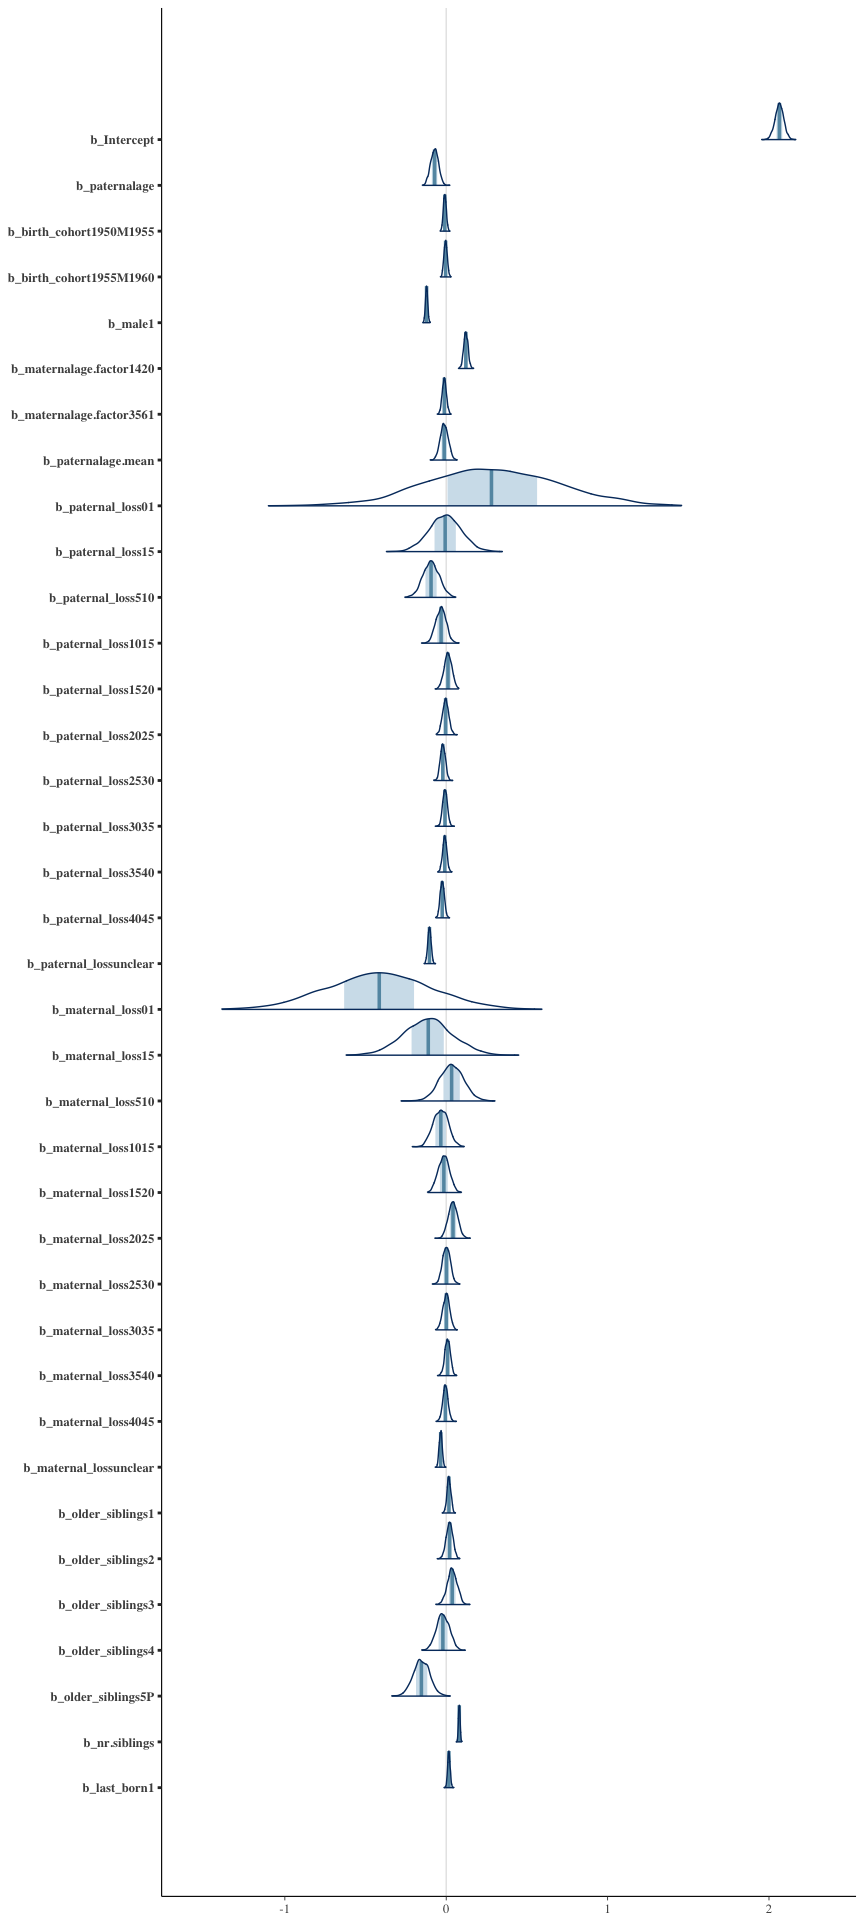 b_Intercept
b_paternalage
b_birth_cohort1950M1955
b_birth_cohort1955M1960
b_male1
b_maternalage.factor1420
b_maternalage.factor3561
b_paternalage.mean
b_paternal_loss01
b_paternal_loss15
b_paternal_loss510
b_paternal_loss1015
b_paternal_loss1520
b_paternal_loss2025
b_paternal_loss2530
b_paternal_loss3035
b_paternal_loss3540
b_paternal_loss4045
b_paternal_lossunclear
b_maternal_loss01
b_maternal_loss15
b_maternal_loss510
b_maternal_loss1015
b_maternal_loss1520
b_maternal_loss2025
b_maternal_loss2530
b_maternal_loss3035
b_maternal_loss3540
b_maternal_loss4045
b_maternal_lossunclear
b_older_siblings1
b_older_siblings2
b_older_siblings3
b_older_siblings4
b_older_siblings5P
b_nr.siblings
b_last_born1
-1 0 1 2